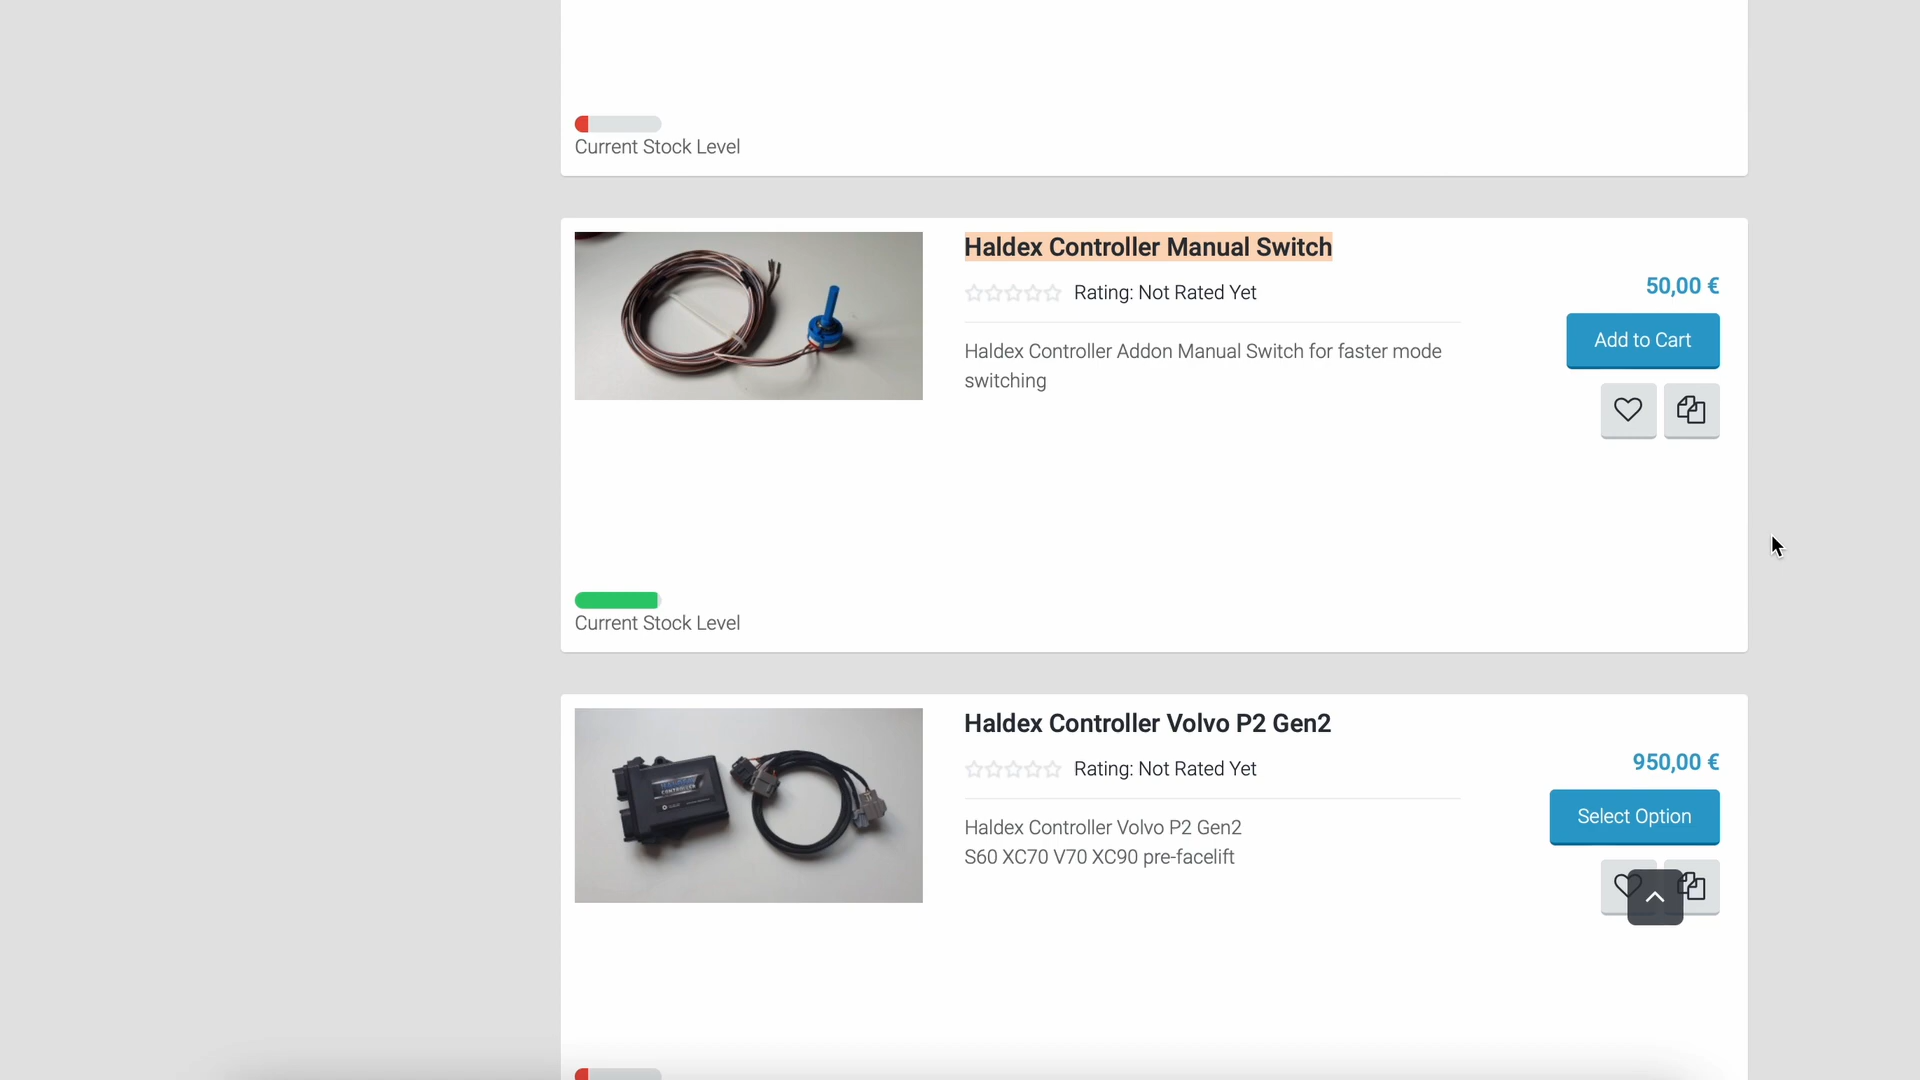 Current Stock Level
Haldex Controller Manual Switch
Rating: Not Rated Yet
50,00 €
Add to Cart
Haldex Controller Addon Manual Switch for faster mode
switching
Current Stock Level
Haldex Controller Volvo P2 Gen2
Rating: Not Rated Yet
950,00 €
Select Option
Haldex Controller Volvo P2 Gen2
S60 XC70 V70 XC90 pre-facelift